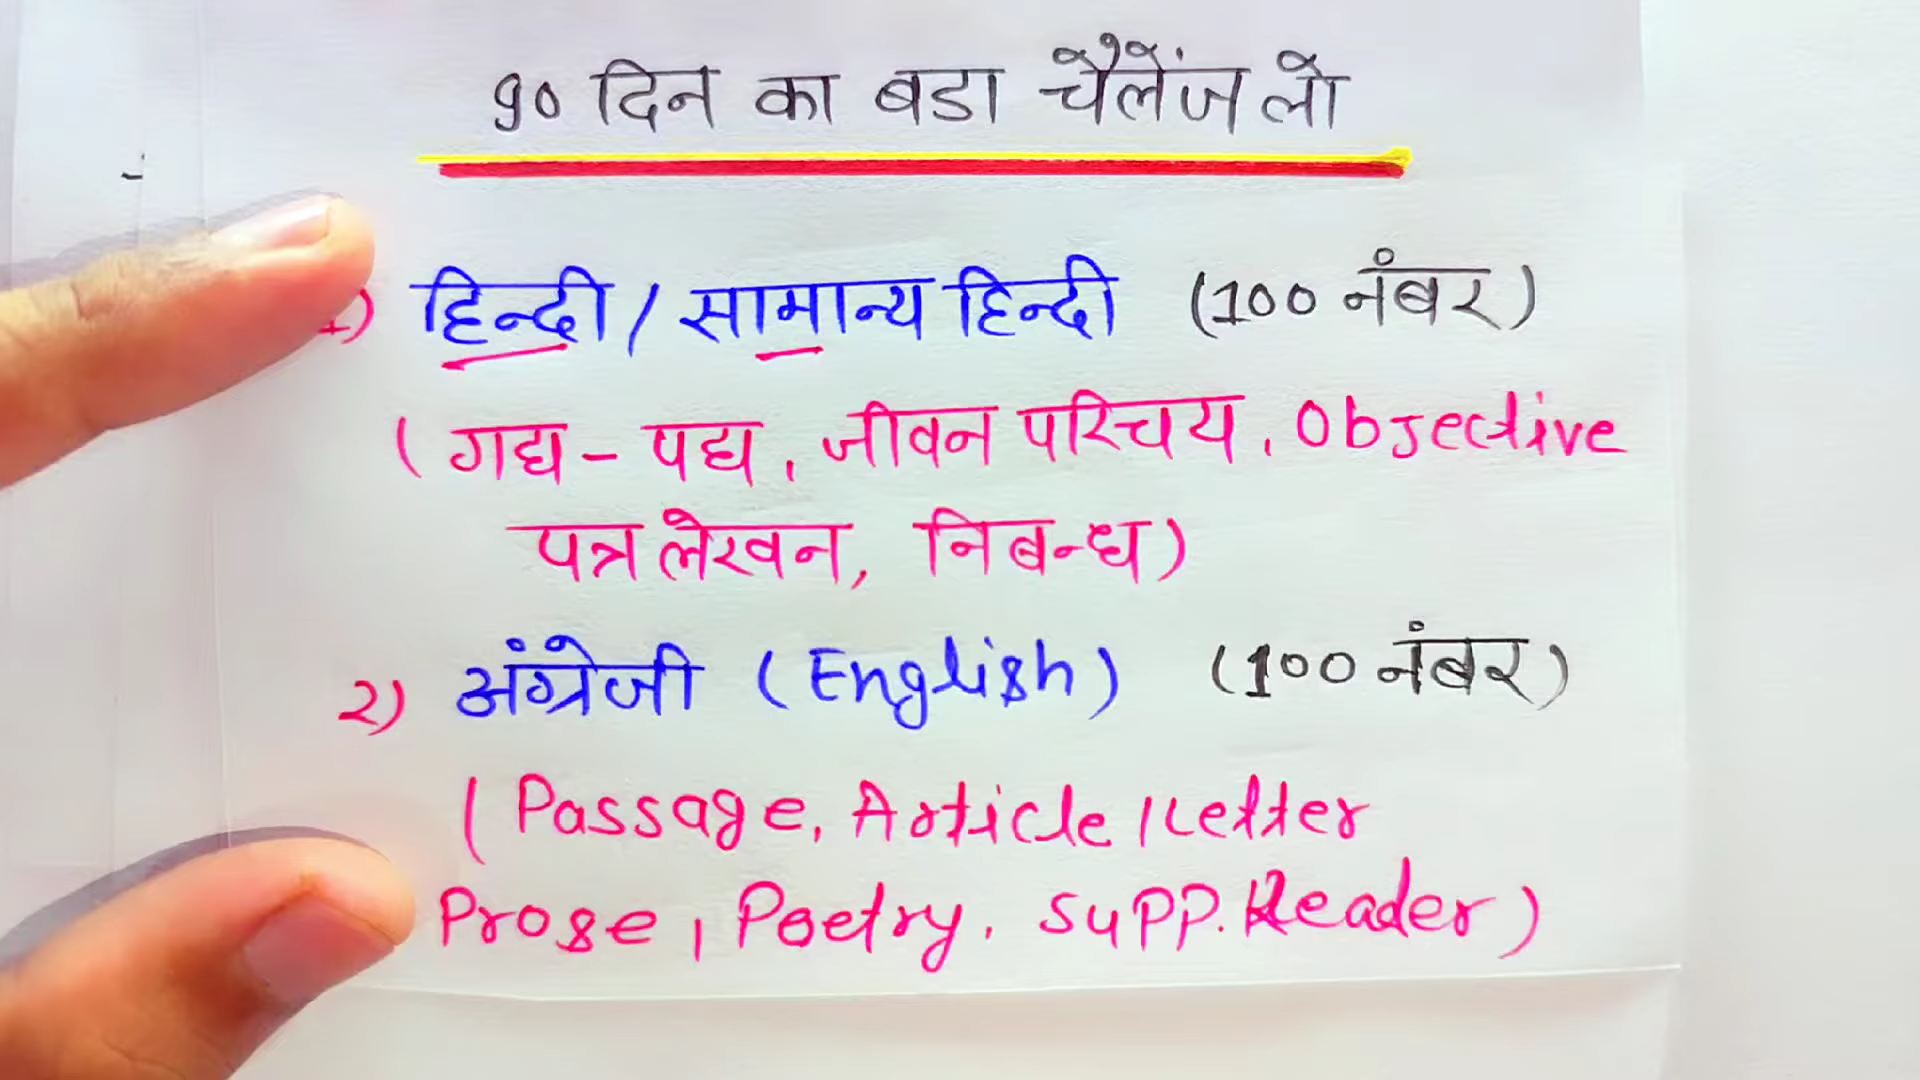 90 दिन का बडा चैलेंज लो
1) हिन्दी / सामान्य हिन्दी (100 नंबर)
( गद्य - पद्य, जीवन परिचय, Objective
पत्र लेखन, निबन्ध)
2) अंग्रेजी (English) (100 नंबर)
( Passage, Article / Letter
Prose, Poetry, Supp. Reader)